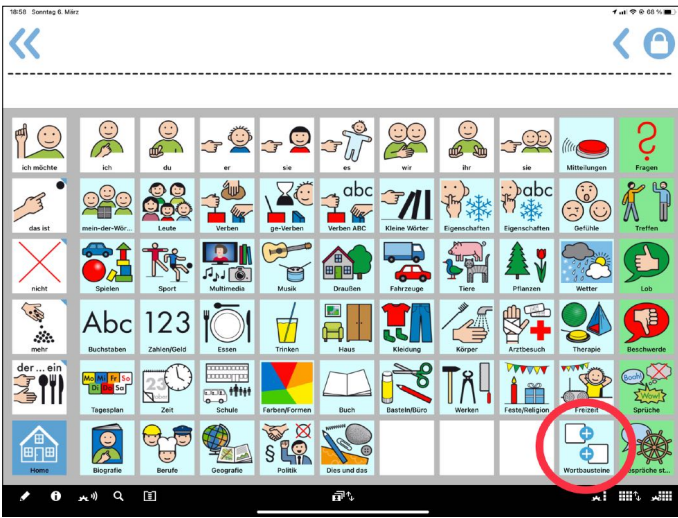 18:58 Sonntag 6. März 68 %
ich möchte ich du er sie es wir ihr sie Mitteilungen Fragen
abc abc
das ist mein-der-Wör... Leute Verben ge-Verben Verben ABC Kleine Wörter Eigenschaften Eigenschaften Gefühle Treffen
nicht Spielen Sport Multimedia Musik Draußen Fahrzeuge Tiere Pflanzen Wetter Lob
Abc 123
mehr Buchstaben Zahlen/Geld Essen Trinken Haus Kleidung Körper Arztbesuch Therapie Beschwerde
der ... ein Mo Mi Fr So 23 Booh!
Di Do Sa Wow!
Tagesplan Zeit Schule Farben/Formen Buch Basteln/Büro Werken Feste/Religion Freizeit Sprüche
§
Home Biografie Berufe Geografie Politik Dies und das Wortbausteine espräche st...